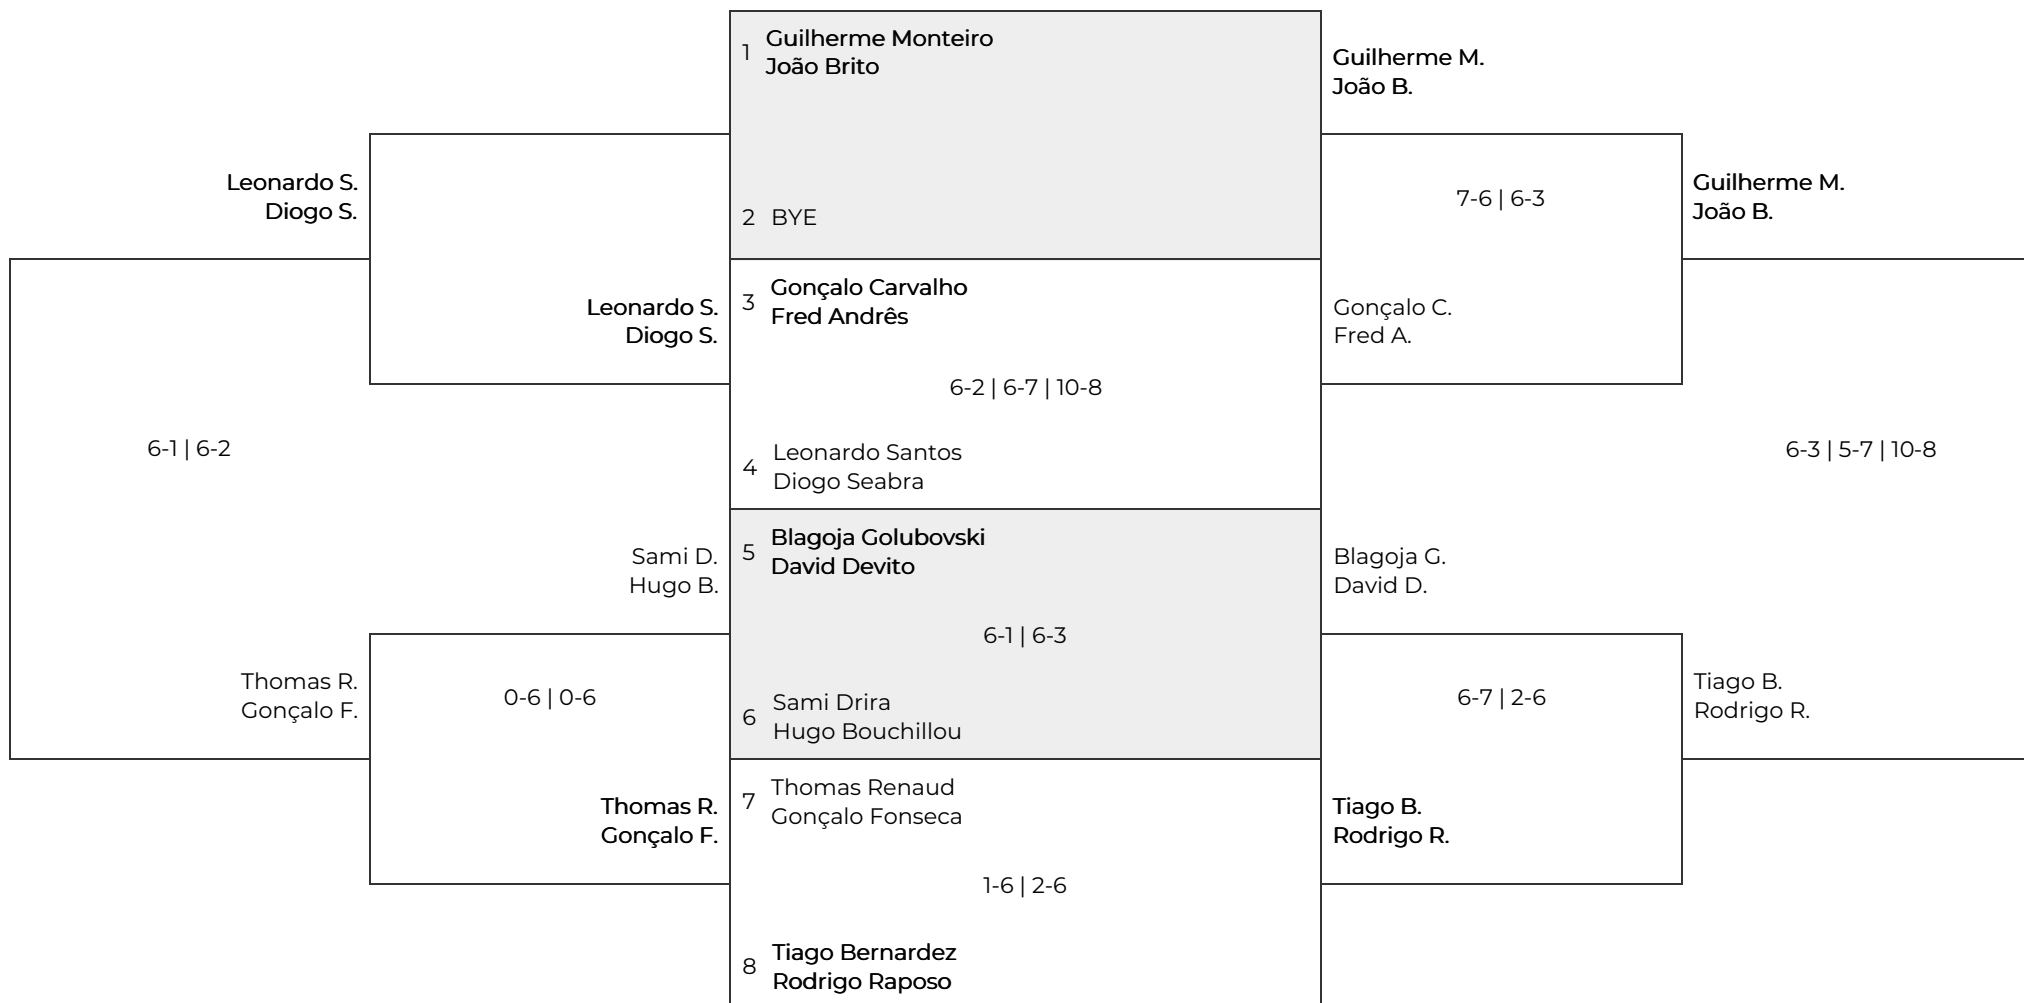 Leonardo S.
Diogo S.
6-1 | 6-2
Thomas R.
Gonçalo F.
Leonardo S.
Diogo S.
Sami D.
Hugo B.
0-6 | 0-6
Thomas R.
Gonçalo F.
1 Guilherme Monteiro
João Brito
2 BYE
3 Gonçalo Carvalho
Fred Andrês
6-2 | 6-7 | 10-8
4 Leonardo Santos
Diogo Seabra
5 Blagoja Golubovski
David Devito
6-1 | 6-3
6 Sami Drira
Hugo Bouchillou
7 Thomas Renaud
Gonçalo Fonseca
1-6 | 2-6
8 Tiago Bernardez
Rodrigo Raposo
Guilherme M.
João B.
7-6 | 6-3
Gonçalo C.
Fred A.
Blagoja G.
David D.
6-7 | 2-6
Tiago B.
Rodrigo R.
Guilherme M.
João B.
6-3 | 5-7 | 10-8
Tiago B.
Rodrigo R.